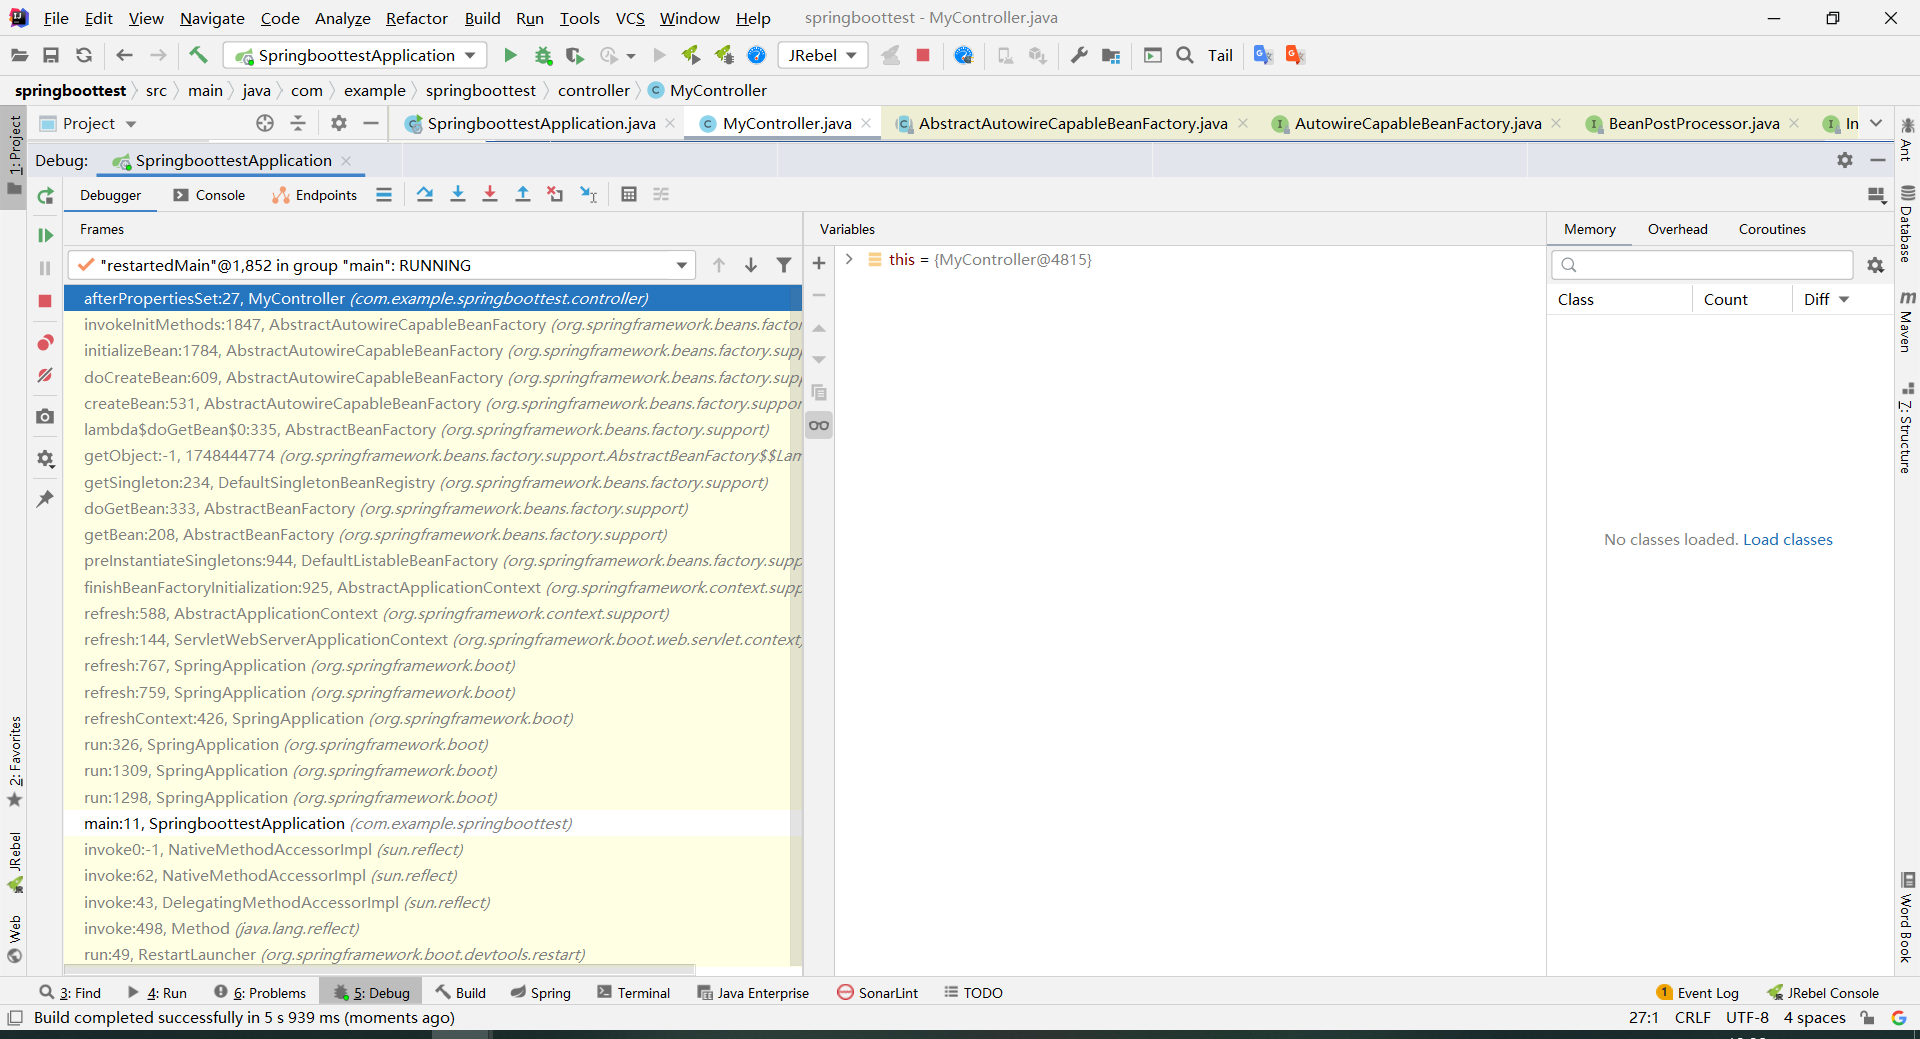 File Edit View Navigate Code Analyze Refactor Build Run Tools VCS Window Help springboottest - MyController.java
SpringboottestApplication JRebel Tail
springboottest src main java com example springboottest controller MyController
Project SpringboottestApplication.java MyController.java AbstractAutowireCapableBeanFactory.java AutowireCapableBeanFactory.java BeanPostProcessor.java In
Debug: SpringboottestApplication
Debugger Console Endpoints
Frames Variables Memory Overhead Coroutines
"restartedMain"@1,852 in group "main": RUNNING
this = {MyController@4815}
Class Count Diff
No classes loaded. Load classes
afterPropertiesSet:27, MyController (com.example.springboottest.controller)
invokeInitMethods:1847, AbstractAutowireCapableBeanFactory (org.springframework.beans.factor
initializeBean:1784, AbstractAutowireCapableBeanFactory (org.springframework.beans.factory.supp
doCreateBean:609, AbstractAutowireCapableBeanFactory (org.springframework.beans.factory.supp
createBean:531, AbstractAutowireCapableBeanFactory (org.springframework.beans.factory.suppor
lambda$doGetBean$0:335, AbstractBeanFactory (org.springframework.beans.factory.support)
getObject:-1, 1748444774 (org.springframework.beans.factory.support.AbstractBeanFactory$$Lam
getSingleton:234, DefaultSingletonBeanRegistry (org.springframework.beans.factory.support)
doGetBean:333, AbstractBeanFactory (org.springframework.beans.factory.support)
getBean:208, AbstractBeanFactory (org.springframework.beans.factory.support)
preInstantiateSingletons:944, DefaultListableBeanFactory (org.springframework.beans.factory.supp
finishBeanFactoryInitialization:925, AbstractApplicationContext (org.springframework.context.supp
refresh:588, AbstractApplicationContext (org.springframework.context.support)
refresh:144, ServletWebServerApplicationContext (org.springframework.boot.web.servlet.context
refresh:767, SpringApplication (org.springframework.boot)
refresh:759, SpringApplication (org.springframework.boot)
refreshContext:426, SpringApplication (org.springframework.boot)
run:326, SpringApplication (org.springframework.boot)
run:1309, SpringApplication (org.springframework.boot)
run:1298, SpringApplication (org.springframework.boot)
main:11, SpringboottestApplication (com.example.springboottest)
invoke0:-1, NativeMethodAccessorImpl (sun.reflect)
invoke:62, NativeMethodAccessorImpl (sun.reflect)
invoke:43, DelegatingMethodAccessorImpl (sun.reflect)
invoke:498, Method (java.lang.reflect)
run:49, RestartLauncher (org.springframework.boot.devtools.restart)
1: Project
2: Favorites
JRebel
Web
Ant
Database
Maven
7: Structure
Word Book
3: Find 4: Run 6: Problems 5: Debug Build Spring Terminal Java Enterprise SonarLint TODO 1 Event Log JRebel Console
Build completed successfully in 5 s 939 ms (moments ago) 27:1 CRLF UTF-8 4 spaces